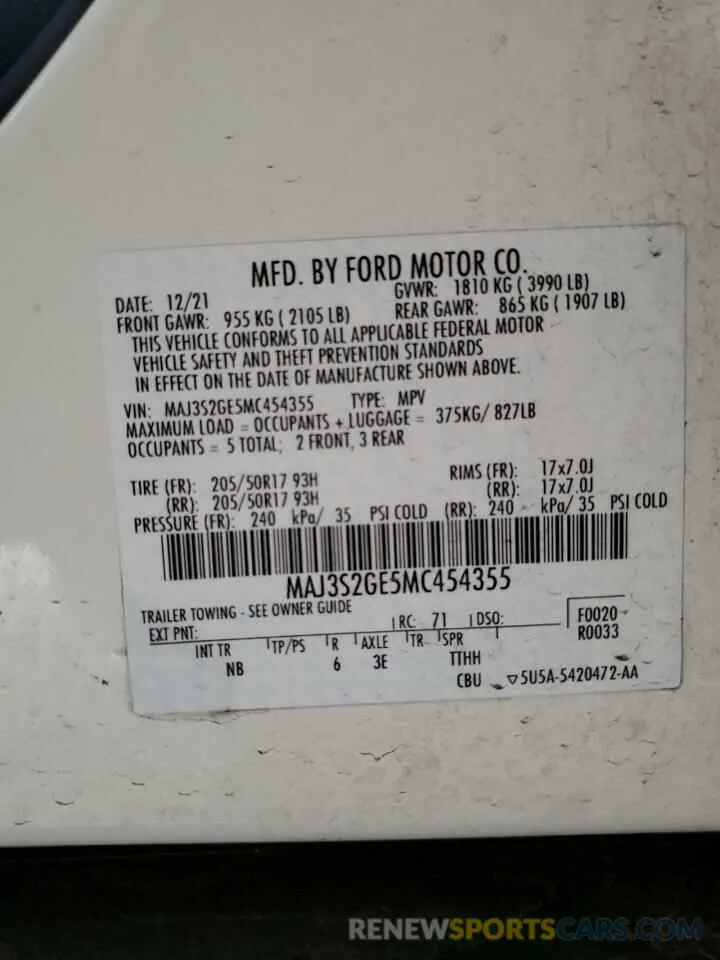 MFD. BY FORD MOTOR CO.
DATE: 12/21 GVWR: 1810 KG ( 3990 LB)
FRONT GAWR: 955 KG ( 2105 LB) REAR GAWR: 865 KG ( 1907 LB)
THIS VEHICLE CONFORMS TO ALL APPLICABLE FEDERAL MOTOR
VEHICLE SAFETY AND THEFT PREVENTION STANDARDS
IN EFFECT ON THE DATE OF MANUFACTURE SHOWN ABOVE.
VIN: MAJ3S2GE5MC454355 TYPE: MPV
MAXIMUM LOAD = OCCUPANTS + LUGGAGE = 375KG/ 827LB
OCCUPANTS = 5 TOTAL; 2 FRONT, 3 REAR
TIRE (FR): 205/50R17 93H RIMS (FR): 17x7.0J
(RR): 205/50R17 93H (RR): 17x7.0J
PRESSURE (FR): 240 kPa/ 35 PSI COLD (RR): 240 kPa/ 35 PSI COLD
MAJ3S2GE5MC454355
TRAILER TOWING - SEE OWNER GUIDE
EXT PNT: RC: 71 DSO: F0020
R0033
INT TR TP/PS R AXLE TR SPR
NB 6 3E TTHH
CBU ▽5U5A-5420472-AA
RENEWSPORTSCARS.COM